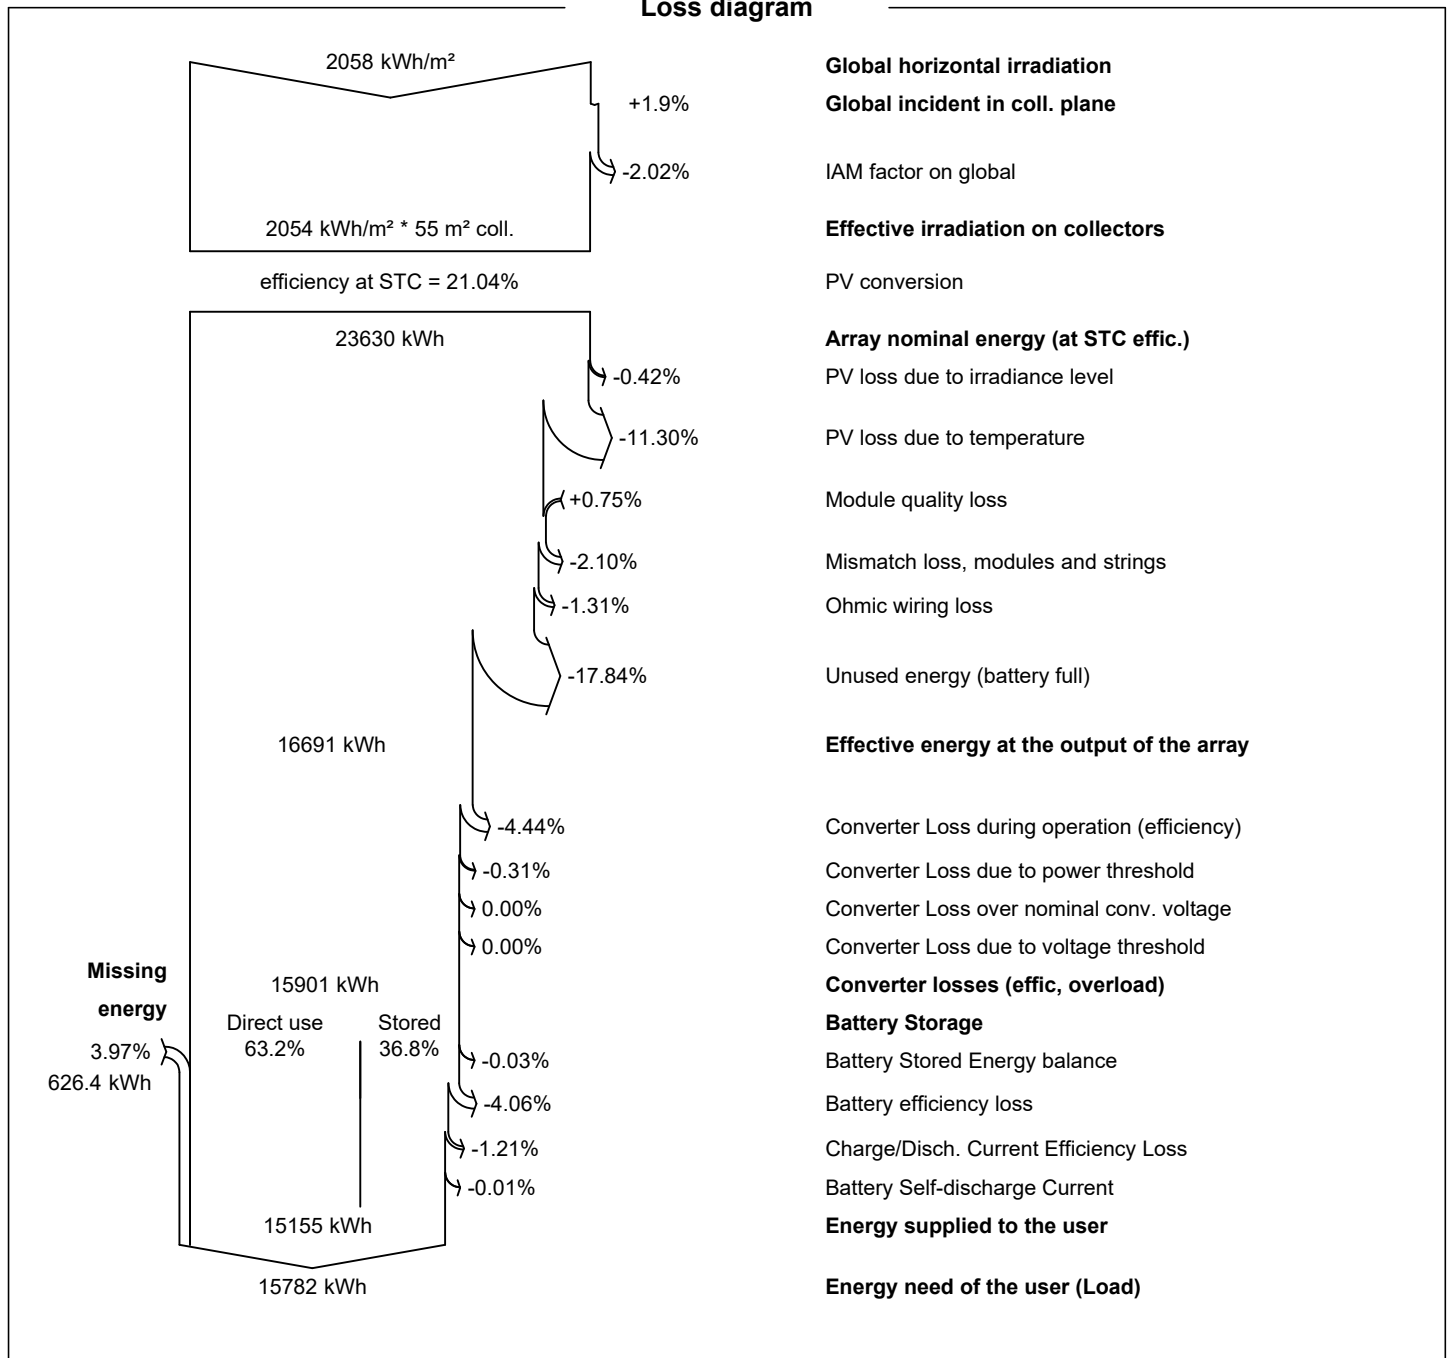 Loss diagram
2058 kWh/m² Global horizontal irradiation
+1.9% Global incident in coll. plane
-2.02% IAM factor on global
2054 kWh/m² * 55 m² coll. Effective irradiation on collectors
efficiency at STC = 21.04% PV conversion
23630 kWh Array nominal energy (at STC effic.)
-0.42% PV loss due to irradiance level
-11.30% PV loss due to temperature
+0.75% Module quality loss
-2.10% Mismatch loss, modules and strings
-1.31% Ohmic wiring loss
-17.84% Unused energy (battery full)
16691 kWh Effective energy at the output of the array
-4.44% Converter Loss during operation (efficiency)
-0.31% Converter Loss due to power threshold
0.00% Converter Loss over nominal conv. voltage
0.00% Converter Loss due to voltage threshold
Missing
energy
15901 kWh Converter losses (effic, overload)
Direct use Stored Battery Storage
3.97% 63.2% 36.8%
-0.03% Battery Stored Energy balance
626.4 kWh
-4.06% Battery efficiency loss
-1.21% Charge/Disch. Current Efficiency Loss
-0.01% Battery Self-discharge Current
15155 kWh Energy supplied to the user
15782 kWh Energy need of the user (Load)